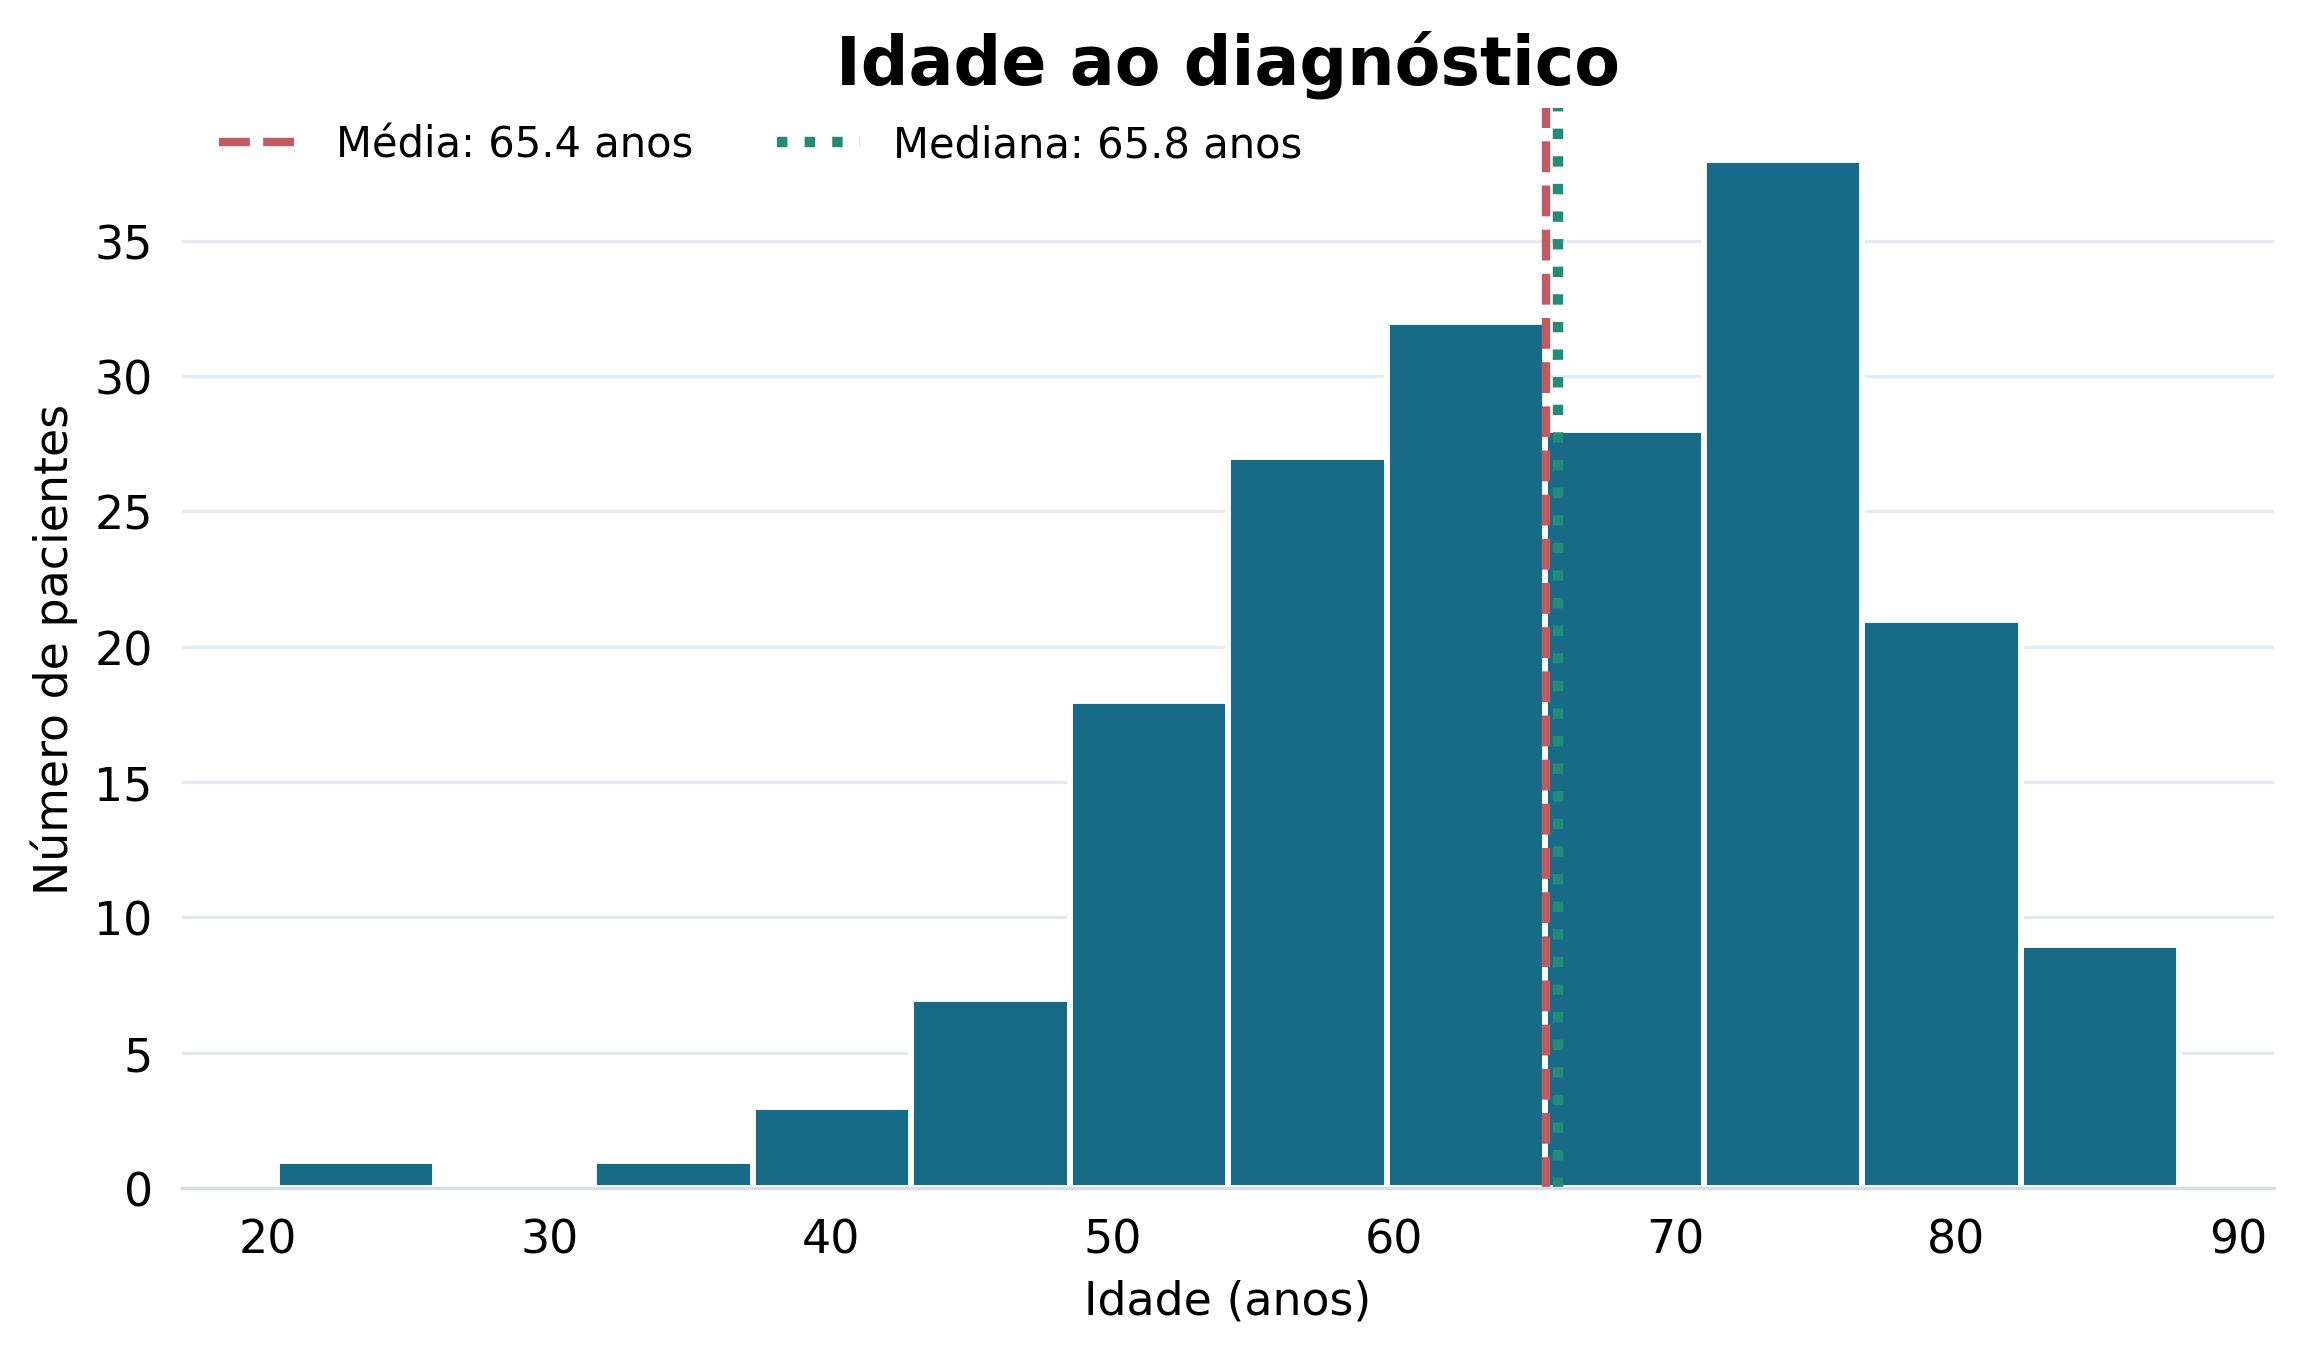 Idade ao diagnóstico
Média: 65.4 anos
Mediana: 65.8 anos
Número de pacientes
35
30
25
20
15
10
5
0
20 30 40 50 60 70 80 90
Idade (anos)